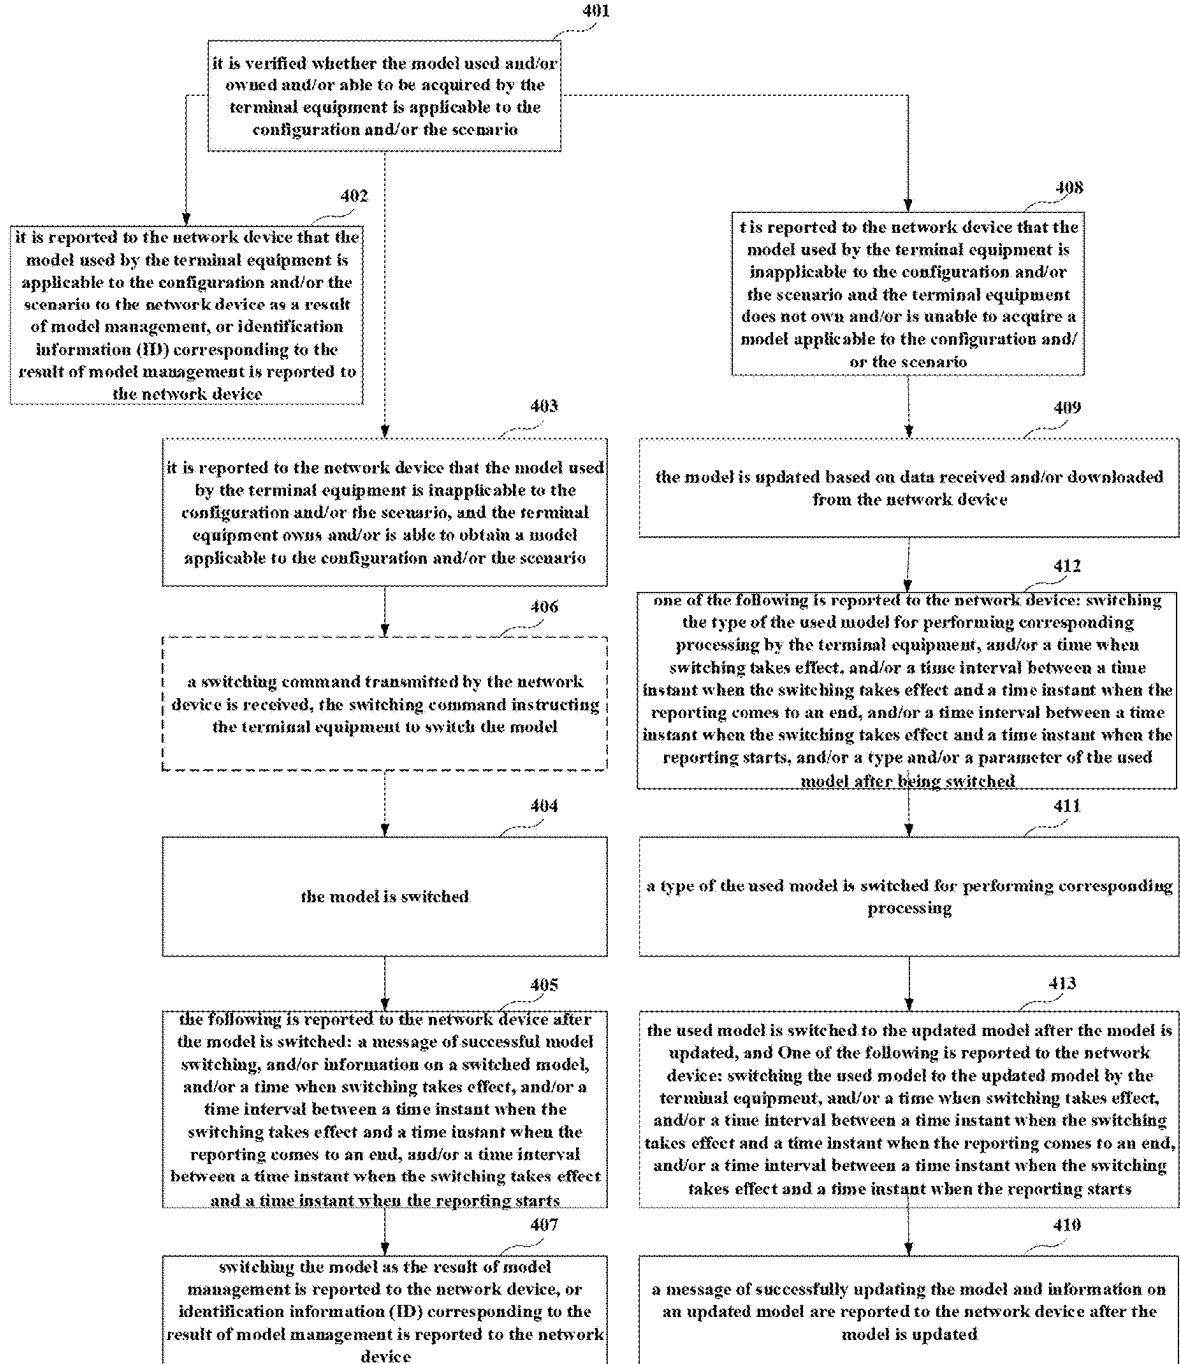 401
it is verified whether the model used and/or
owned and/or able to be acquired by the
terminal equipment is applicable to the
configuration and/or the scenario
402
it is reported to the network device that the
model used by the terminal equipment is
applicable to the configuration and/or the
scenario to the network device as a result
of model management, or identification
information (ID) corresponding to the
result of model management is reported to
the network device
408
t is reported to the network device that the
model used by the terminal equipment is
inapplicable to the configuration and/or
the scenario and the terminal equipment
does not own and/or is unable to acquire a
model applicable to the configuration and/
or the scenario
403
it is reported to the network device that the model used
by the terminal equipment is inapplicable to the
configuration and/or the scenario, and the terminal
equipment owns and/or is able to obtain a model
applicable to the configuration and/or the scenario
409
the model is updated based on data received and/or downloaded
from the network device
406
a switching command transmitted by the network
device is received, the switching command instructing
the terminal equipment to switch the model
412
one of the following is reported to the network device: switching
the type of the used model for performing corresponding
processing by the terminal equipment, and/or a time when
switching takes effect, and/or a time interval between a time
instant when the switching takes effect and a time instant when the
reporting comes to an end, and/or a time interval between a time
instant when the switching takes effect and a time instant when the
reporting starts, and/or a type and/or a parameter of the used
model after being switched
404
the model is switched
411
a type of the used model is switched for performing corresponding
processing
405
the following is reported to the network device after
the model is switched: a message of successful model
switching, and/or information on a switched model,
and/or a time when switching takes effect, and/or a
time interval between a time instant when the
switching takes effect and a time instant when the
reporting comes to an end, and/or a time interval
between a time instant when the switching takes effect
and a time instant when the reporting starts
413
the used model is switched to the updated model after the model is
updated, and One of the following is reported to the network
device: switching the used model to the updated model by the
terminal equipment, and/or a time when switching takes effect,
and/or a time interval between a time instant when the switching
takes effect and a time instant when the reporting comes to an end,
and/or a time interval between a time instant when the switching
takes effect and a time instant when the reporting starts
407
switching the model as the result of model
management is reported to the network device, or
identification information (ID) corresponding to the
result of model management is reported to the network
device
410
a message of successfully updating the model and information on
an updated model are reported to the network device after the
model is updated